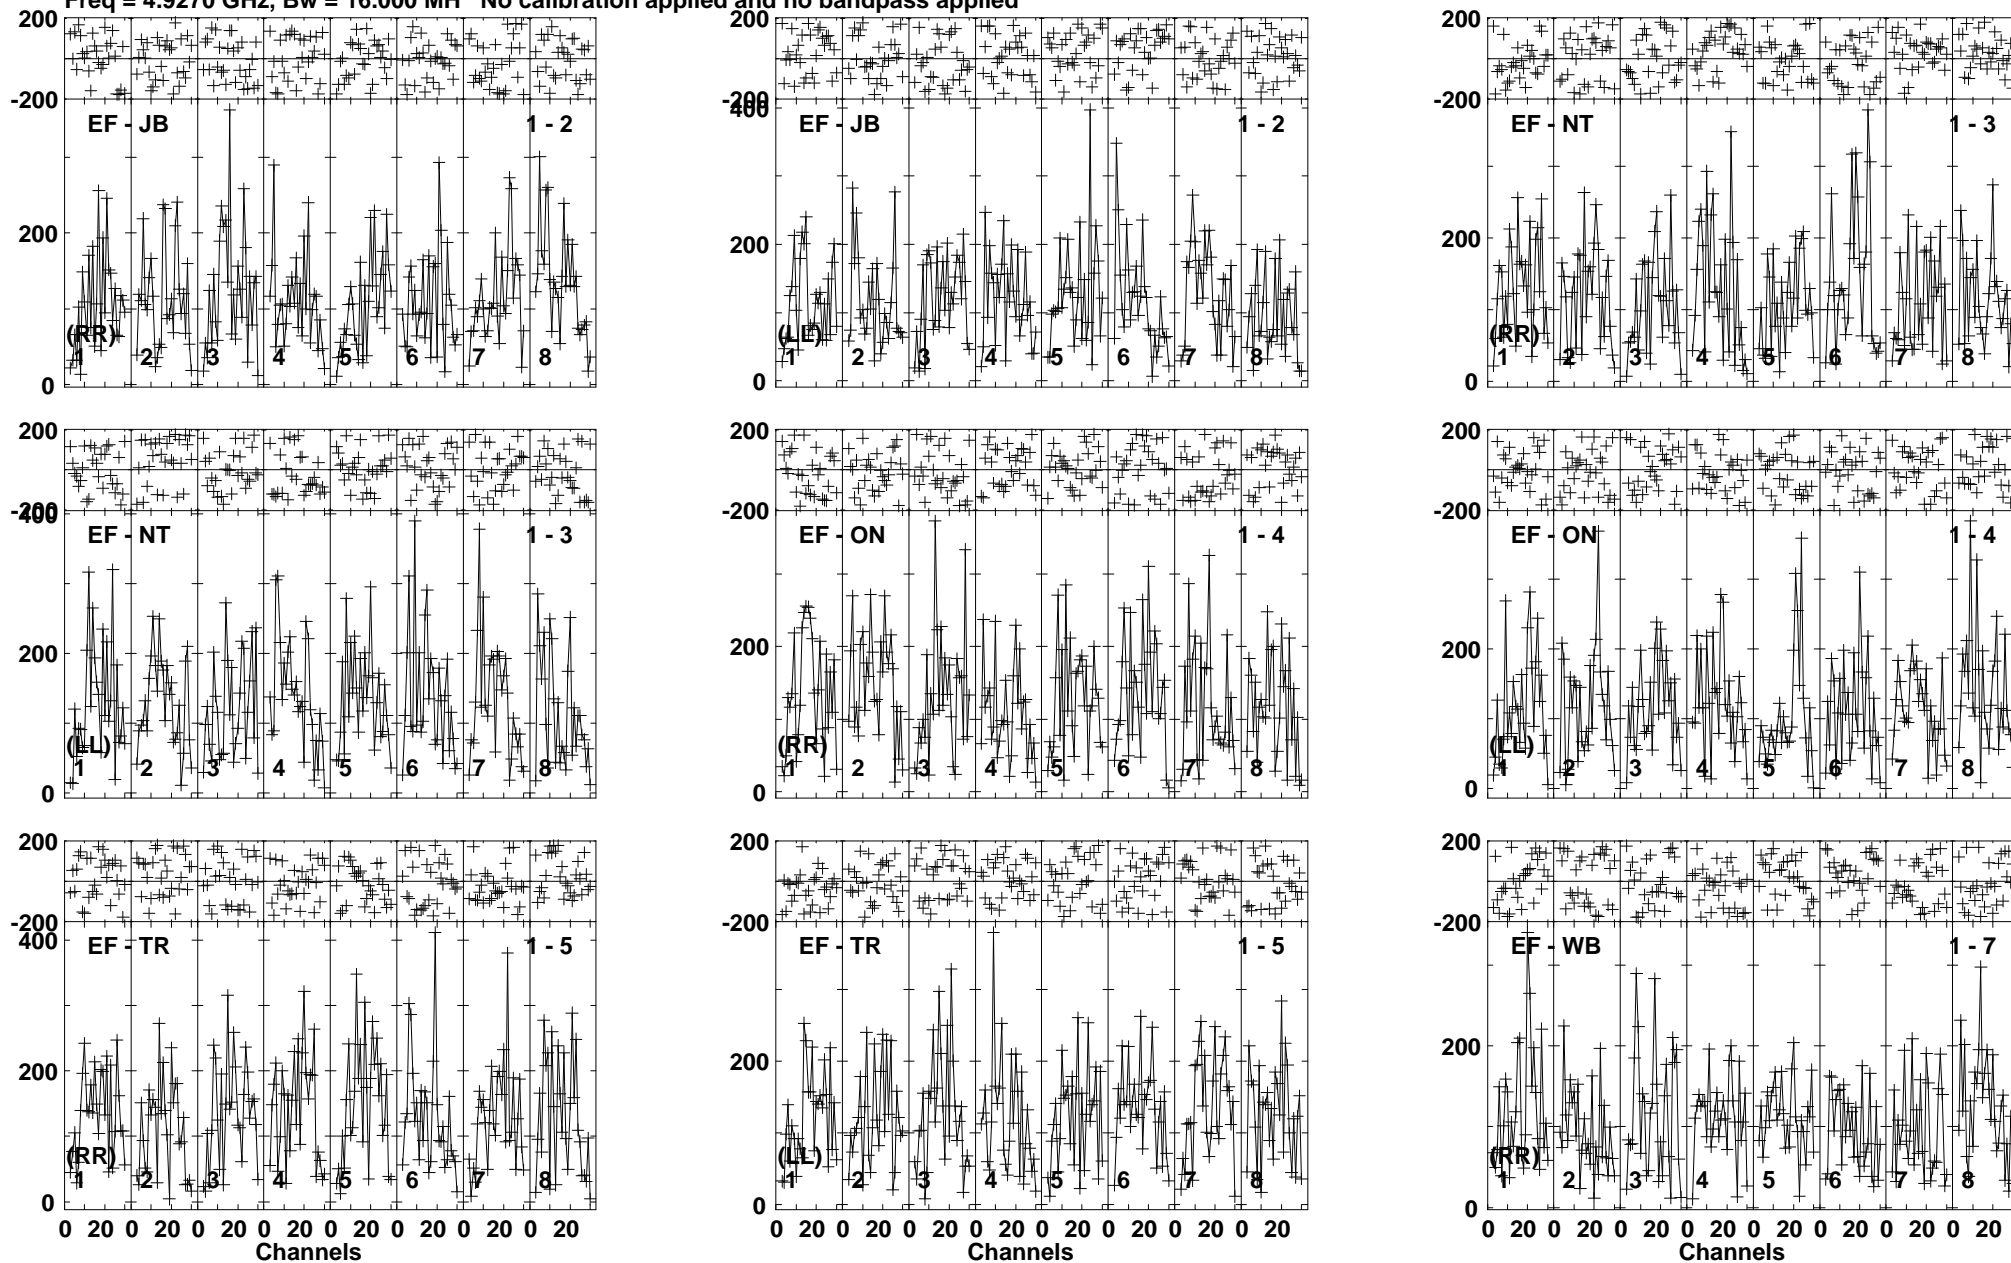 Freq = 4.9270 GHz, Bw = 16.000 MH No calibration applied and no bandpass applied
200 200 200
-200 -200 -200
400
EF - JB 1 - 2 EF - JB 1 - 2 EF - NT 1 - 3
200 200 200
(RR) (LL) (RR)
1 2 3 4 5 6 7 8 1 2 3 4 5 6 7 8 1 2 3 4 5 6 7 8
0 0 0
200 200 200
-200 -200 -200
400
EF - NT 1 - 3 EF - ON 1 - 4 EF - ON 1 - 4
200 200 200
(LL) (RR) (LL)
1 2 3 4 5 6 7 8 1 2 3 4 5 6 7 8 1 2 3 4 5 6 7 8
0 0 0
200 200 200
-200 -200 -200
400
EF - TR 1 - 5 EF - TR 1 - 5 EF - WB 1 - 7
200 200 200
(RR) (LL) (RR)
1 2 3 4 5 6 7 8 1 2 3 4 5 6 7 8 1 2 3 4 5 6 7 8
0 0 0
0 20 0 20 0 20 0 20 0 20 0 20 0 20 0 20 0 20 0 20 0 20 0 20 0 20 0 20 0 20 0 20 0 20 0 20 0 20 0 20 0 20 0 20 0 20 0 20
Channels Channels Channels